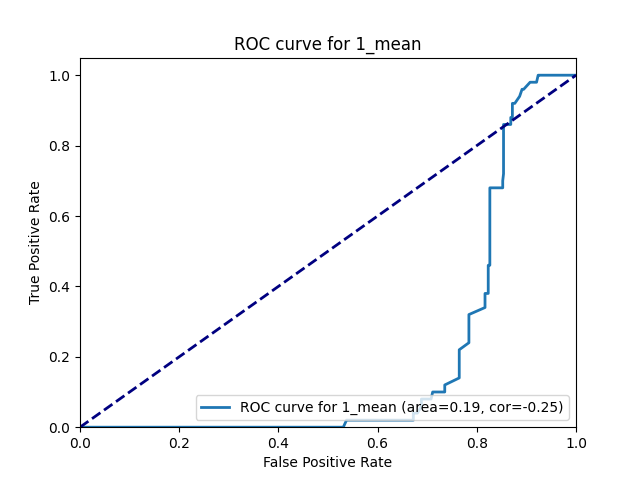 ROC curve for 1_mean
1.0
0.8
0.6
0.4
0.2
0.0
True Positive Rate
ROC curve for 1_mean (area=0.19, cor=-0.25)
0.0 0.2 0.4 0.6 0.8 1.0
False Positive Rate